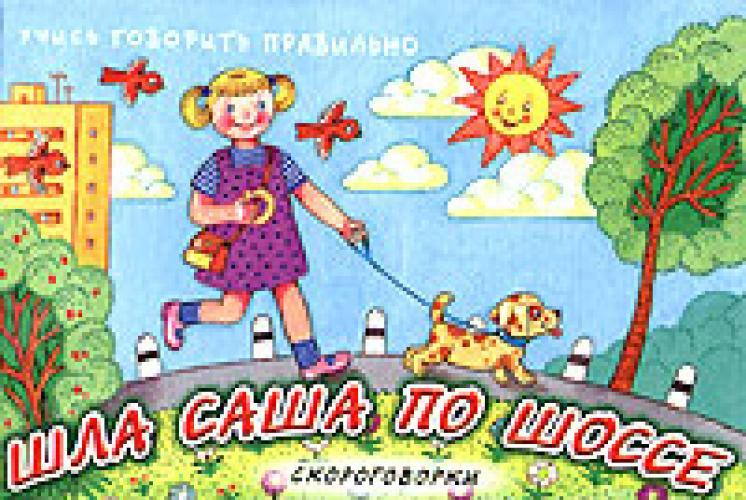 УЧИСЬ ГОВОРИТЬ ПРАВИЛЬНО
ШЛА САША ПО ШОССЕ
СКОРОГОВОРКИ